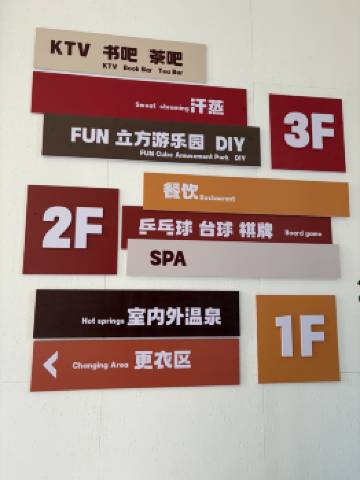 KTV 书吧 茶吧
KTV Book Bar Tea Bar
Sweat steaming 汗蒸
3F
FUN 立方游乐园 DIY
FUN Cube Amusement Park DIY
餐饮 Restaurant
2F
乒乓球 台球 棋牌 Board game
SPA
Hot springs 室内外温泉
1F
Changing Area 更衣区